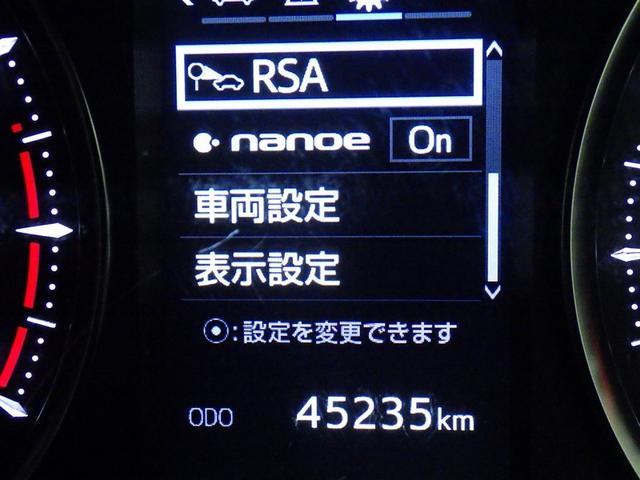 RSA
nanoe On
車両設定
表示設定
:設定を変更できます
ODO 45235km